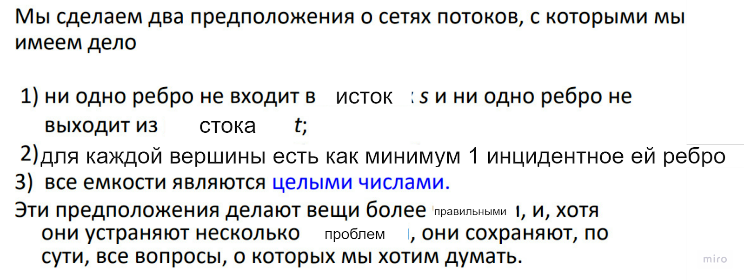 Мы сделаем два предположения о сетях потоков, с которыми мы
имеем дело
1) ни одно ребро не входит в исток s и ни одно ребро не
выходит из стока t;
2) для каждой вершины есть как минимум 1 инцидентное ей ребро
3) все емкости являются целыми числами.
Эти предположения делают вещи более правильными, и, хотя
они устраняют несколько проблем, они сохраняют, по
сути, все вопросы, о которых мы хотим думать.
miro